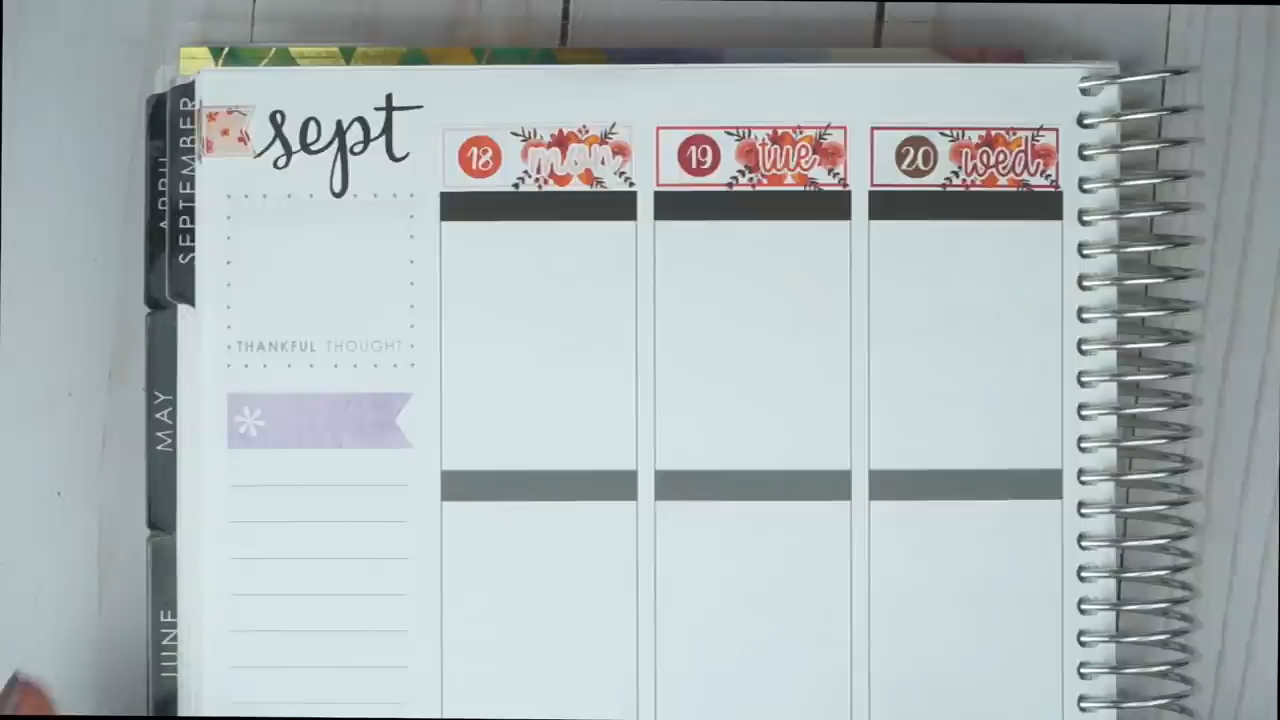 sept
18 mon
19 tue
20 wed
APRIL
SEPTEMBER
THANKFUL THOUGHT
MAY
JUNE